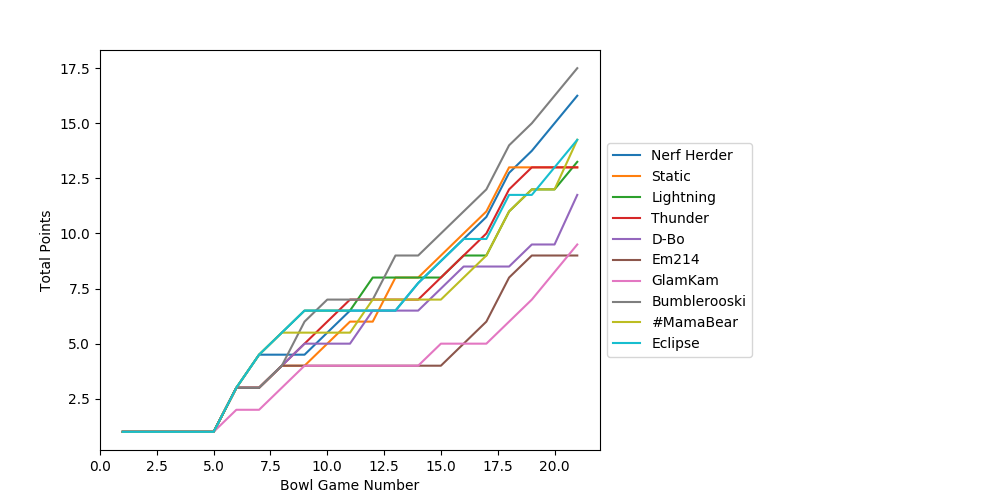 17.5
15.0
12.5
10.0
7.5
5.0
2.5
Total Points
0.0 2.5 5.0 7.5 10.0 12.5 15.0 17.5 20.0
Bowl Game Number
Nerf Herder
Static
Lightning
Thunder
D-Bo
Em214
GlamKam
Bumblerooski
#MamaBear
Eclipse